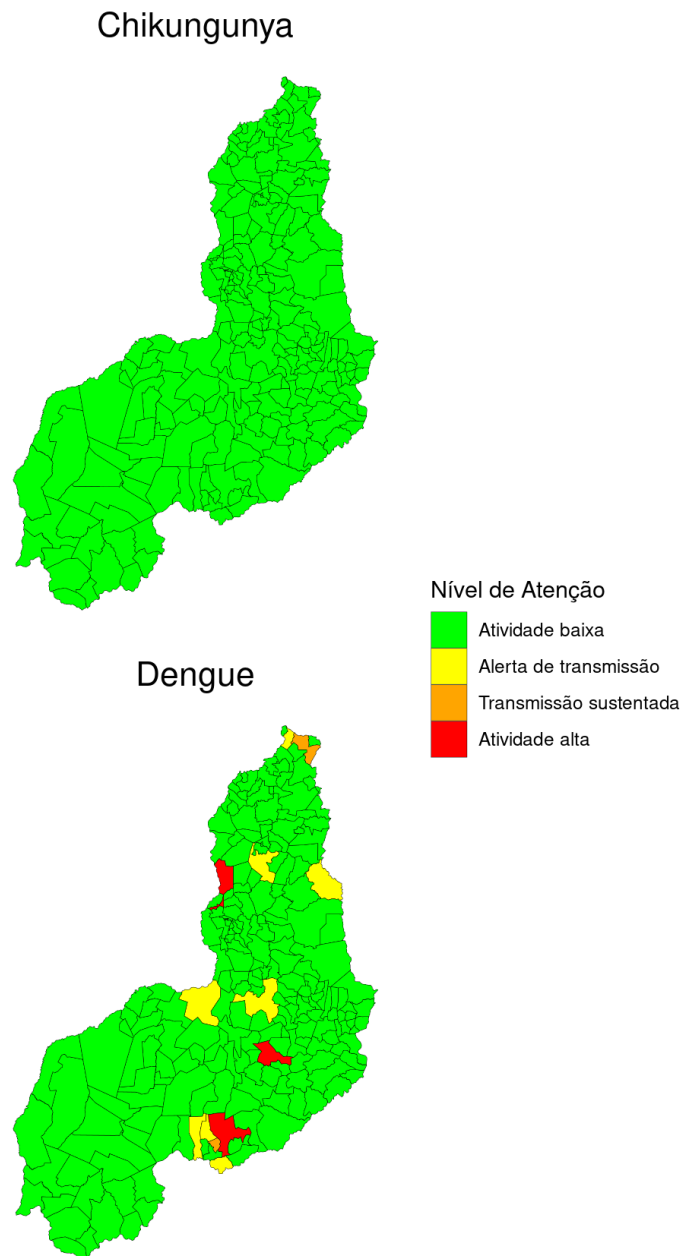 Chikungunya
Nível de Atenção
Atividade baixa
Alerta de transmissão
Transmissão sustentada
Atividade alta
Dengue